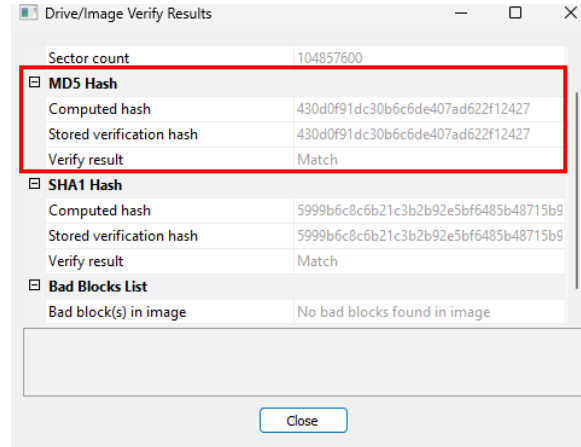 Drive/Image Verify Results
Sector count 104857600
MD5 Hash
Computed hash 430d0f91dc30b6c6de407ad622f12427
Stored verification hash 430d0f91dc30b6c6de407ad622f12427
Verify result Match
SHA1 Hash
Computed hash 5999b6c8c6b21c3b2b92e5bf6485b48715b9
Stored verification hash 5999b6c8c6b21c3b2b92e5bf6485b48715b9
Verify result Match
Bad Blocks List
Bad block(s) in image No bad blocks found in image
Close